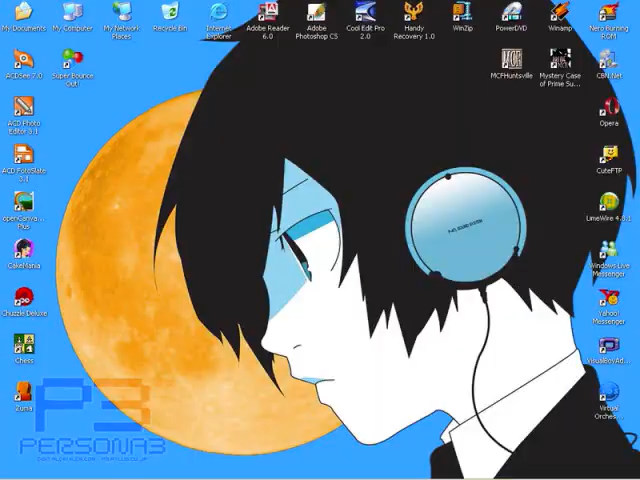 My Documents
My Computer
My Network
Places
Recycle Bin
Internet
Explorer
Adobe Reader
6.0
Adobe
Photoshop CS
Cool Edit Pro
2.0
Handy
Recovery 1.0
WinZip
PowerDVD
Winamp
Nero Burning
ROM
ACDSee 7.0
Super Bounce
Out!
MCF
MCFHuntsville
Mystery Case
of Prime Su...
CBN.Net
ACD Photo
Editor 3.1
Opera
ACD FotoSlate
3.1
CuteFTP
openCanva...
Plus
LimeWire 4.8.1
CakeMania
Windows Live
Messenger
Chuzzle Deluxe
Yahoo!
Messenger
Chess
VisualBoyAd...
Zuma
Virtual
Orches...
P3
PERSONA3